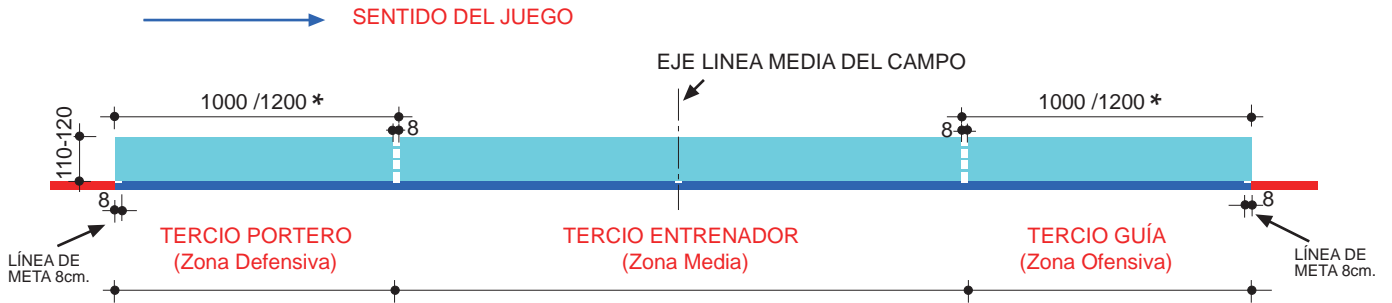 SENTIDO DEL JUEGO
EJE LINEA MEDIA DEL CAMPO
1000 /1200 *
1000 /1200 *
8
8
110-120
8
8
LÍNEA DE
META 8cm.
TERCIO PORTERO
(Zona Defensiva)
TERCIO ENTRENADOR
(Zona Media)
TERCIO GUÍA
(Zona Ofensiva)
LÍNEA DE
META 8cm.